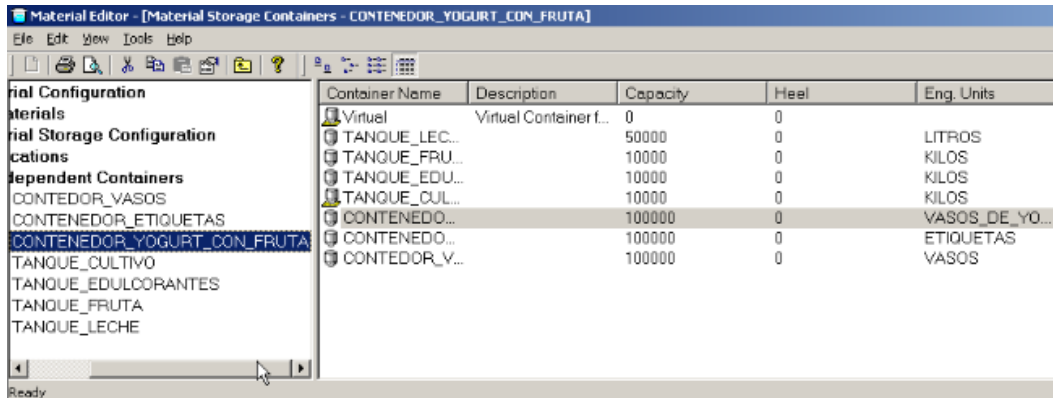 Material Editor - [Material Storage Containers - CONTENEDOR_YOGURT_CON_FRUTA]
File Edit View Tools Help
rial Configuration
aterials
rial Storage Configuration
cations
dependent Containers
CONTEDOR_VASOS
CONTENEDOR_ETIQUETAS
CONTENEDOR_YOGURT_CON_FRUTA
TANQUE_CULTIVO
TANQUE_EDULCORANTES
TANQUE_FRUTA
TANQUE_LECHE
Container Name Description Capacity Heel Eng. Units
Virtual Virtual Container f... 0 0
TANQUE_LEC... 50000 0 LITROS
TANQUE_FRU... 10000 0 KILOS
TANQUE_EDU... 10000 0 KILOS
TANQUE_CUL... 10000 0 KILOS
CONTENEDO... 100000 0 VASOS_DE_YO...
CONTENEDO... 100000 0 ETIQUETAS
CONTEDOR_V... 100000 0 VASOS
Ready